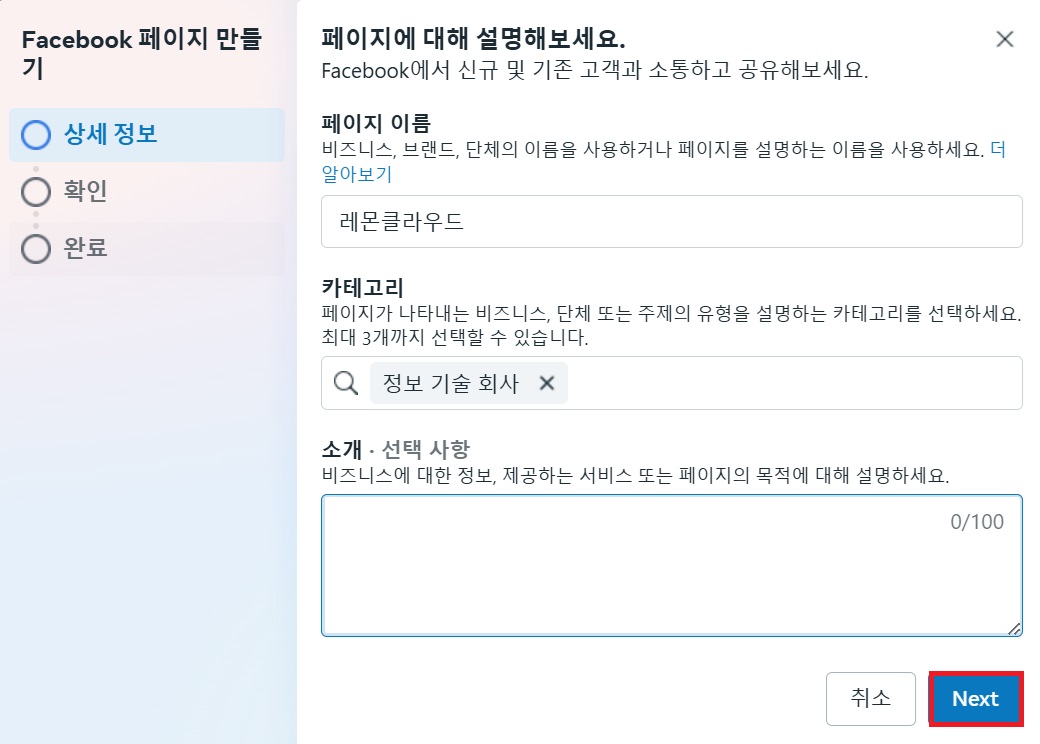 Facebook 페이지 만들
기
상세 정보
확인
완료
페이지에 대해 설명해보세요.
Facebook에서 신규 및 기존 고객과 소통하고 공유해보세요.
페이지 이름
비즈니스, 브랜드, 단체의 이름을 사용하거나 페이지를 설명하는 이름을 사용하세요. 더
알아보기
레몬클라우드
카테고리
페이지가 나타내는 비즈니스, 단체 또는 주제의 유형을 설명하는 카테고리를 선택하세요.
최대 3개까지 선택할 수 있습니다.
정보 기술 회사
소개 · 선택 사항
비즈니스에 대한 정보, 제공하는 서비스 또는 페이지의 목적에 대해 설명하세요.
0/100
취소
Next